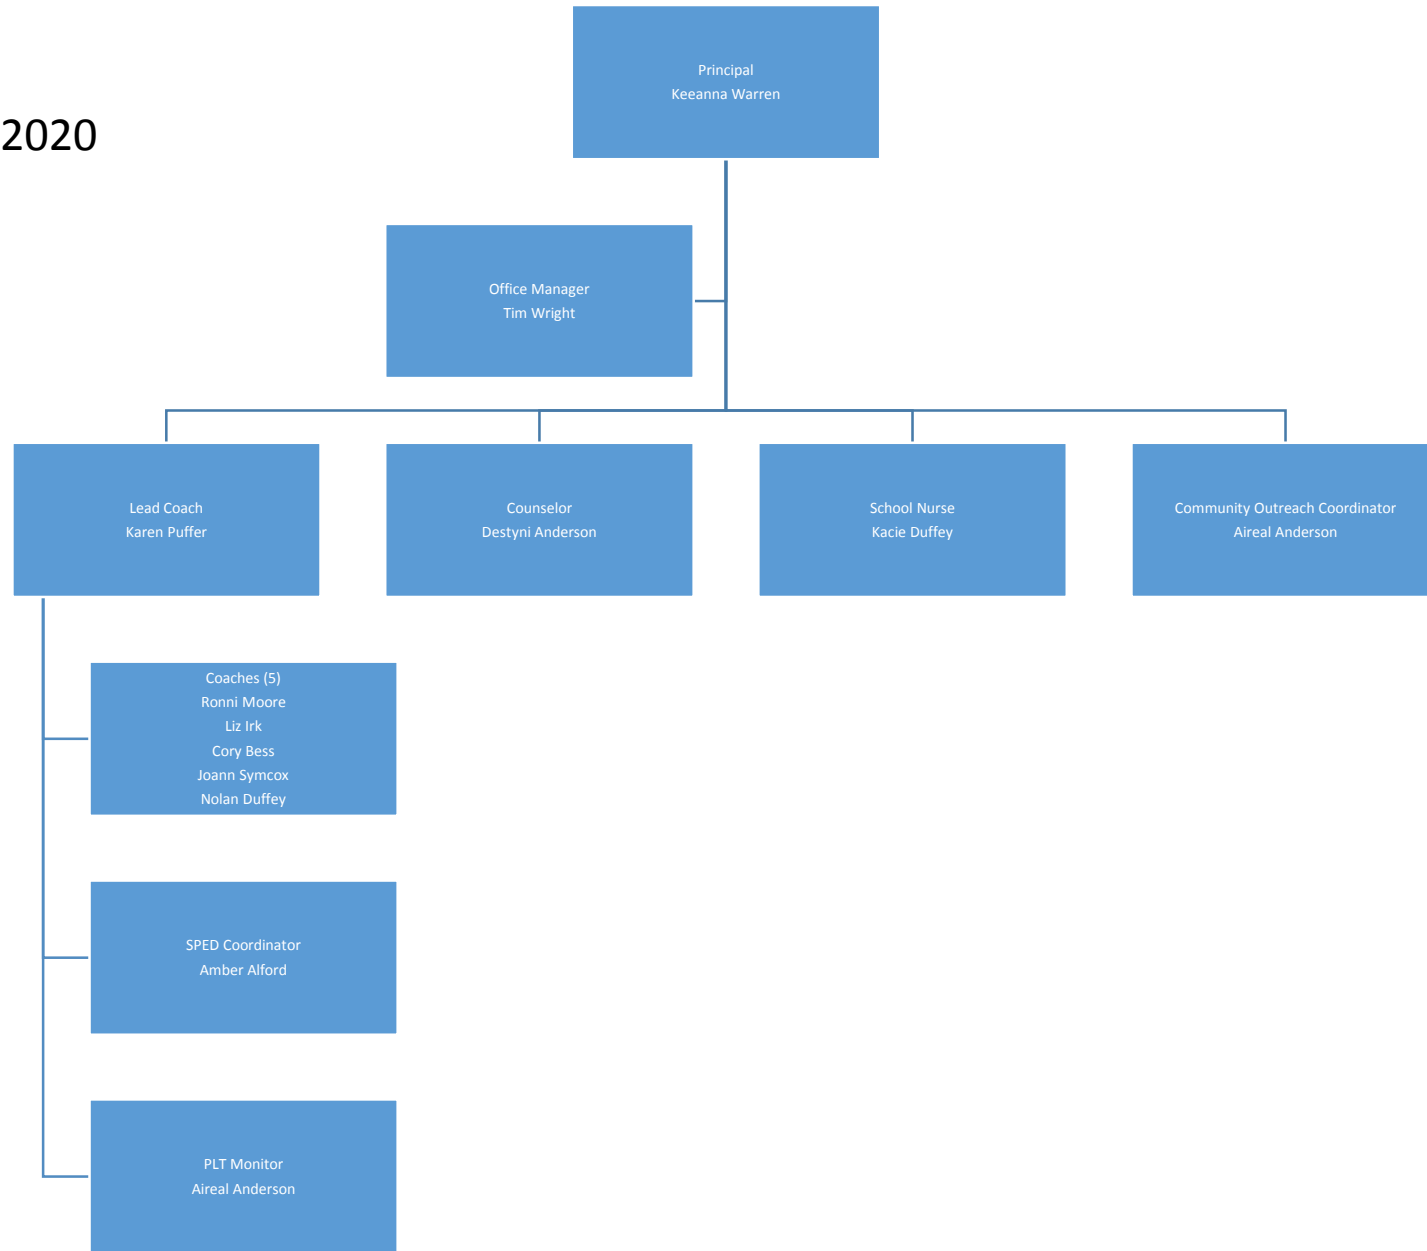 Principal
Keeanna Warren
2020
Office Manager
Tim Wright
Lead Coach
Karen Puffer
Counselor
Destyni Anderson
School Nurse
Kacie Duffey
Community Outreach Coordinator
Aireal Anderson
Coaches (5)
Ronni Moore
Liz Irk
Cory Bess
Joann Symcox
Nolan Duffey
SPED Coordinator
Amber Alford
PLT Monitor
Aireal Anderson